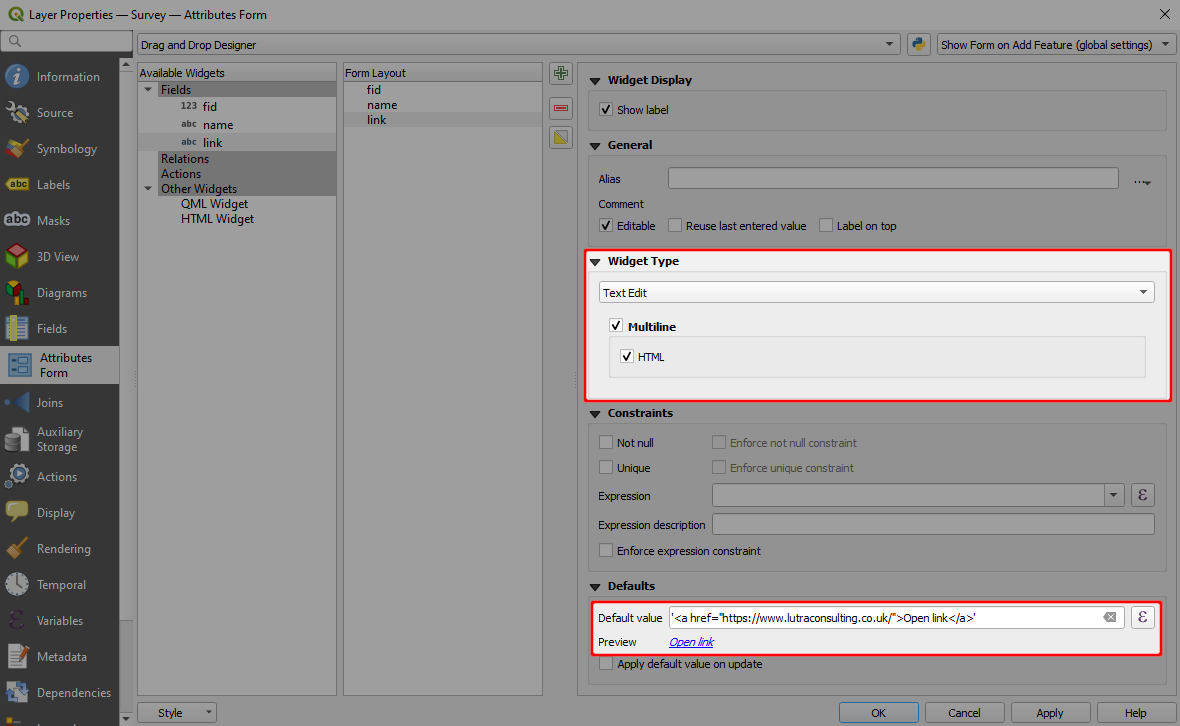 Layer Properties — Survey — Attributes Form
Drag and Drop Designer
Show Form on Add Feature (global settings)
Information
Source
Symbology
Labels
Masks
3D View
Diagrams
Fields
Attributes
Form
Joins
Auxiliary
Storage
Actions
Display
Rendering
Temporal
Variables
Metadata
Dependencies
Available Widgets
Fields
123 fid
abc name
abc link
Relations
Actions
Other Widgets
QML Widget
HTML Widget
Form Layout
fid
name
link
Widget Display
Show label
General
Alias
...
Comment
Editable Reuse last entered value Label on top
Widget Type
Text Edit
Multiline
HTML
Constraints
Not null Enforce not null constraint
Unique Enforce unique constraint
Expression ε
Expression description
Enforce expression constraint
Defaults
Default value '<a href="https://www.lutraconsulting.co.uk/">Open link</a>' ε
Preview Open link
Apply default value on update
Style OK Cancel Apply Help